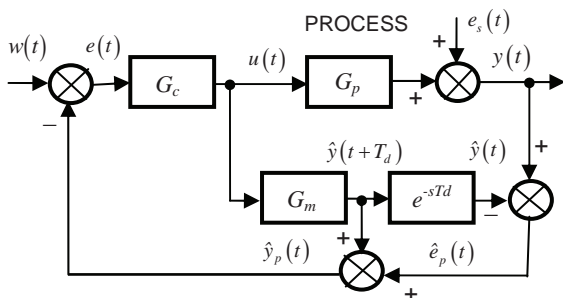 PROCESS
e_s(t)
w(t) e(t) u(t) y(t)
+
G_c G_p
+
−
ŷ(t+T_d) ŷ(t)
+
G_m e^{-sTd}
−
+
ŷ_p(t) ê_p(t)
+